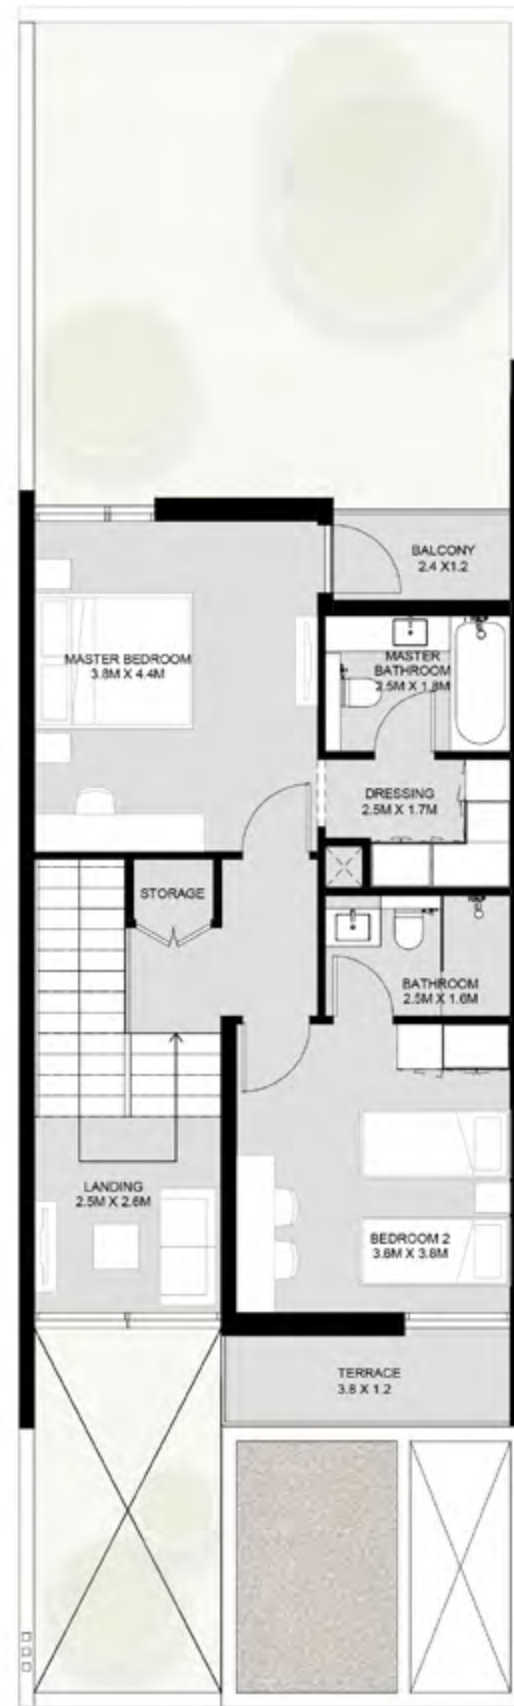 BALCONY
2.4 X1.2
MASTER BEDROOM
3.8M X 4.4M
MASTER
BATHROOM
2.5M X 1.8M
DRESSING
2.5M X 1.7M
STORAGE
BATHROOM
2.5M X 1.6M
LANDING
2.5M X 2.6M
BEDROOM 2
3.6M X 3.8M
TERRACE
3.8 X 1.2